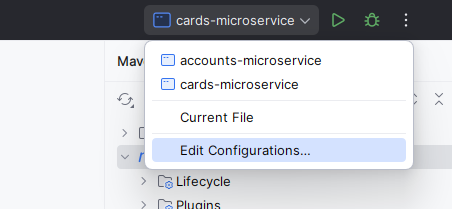 cards-microservice
Mav
accounts-microservice
cards-microservice
Current File
Edit Configurations...
Lifecycle
Plugins